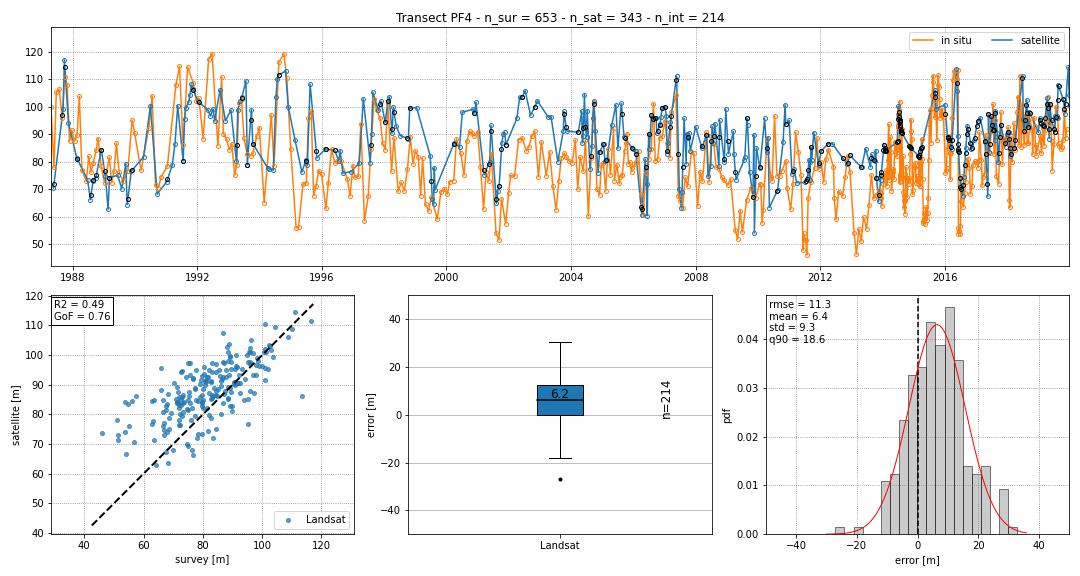 Transect PF4 - n_sur = 653 - n_sat = 343 - n_int = 214
in situ satellite
120
110
100
90
80
70
60
50
1988 1992 1996 2000 2004 2008 2012 2016
R2 = 0.49
GoF = 0.76
120
110
100
90
80
70
60
50
40
satellite [m]
Landsat
40 60 80 100 120
survey [m]
40
20
0
−20
−40
error [m]
6.2
n=214
Landsat
rmse = 11.3
mean = 6.4
std = 9.3
q90 = 18.6
0.04
0.03
0.02
0.01
0.00
pdf
−40 −20 0 20 40
error [m]